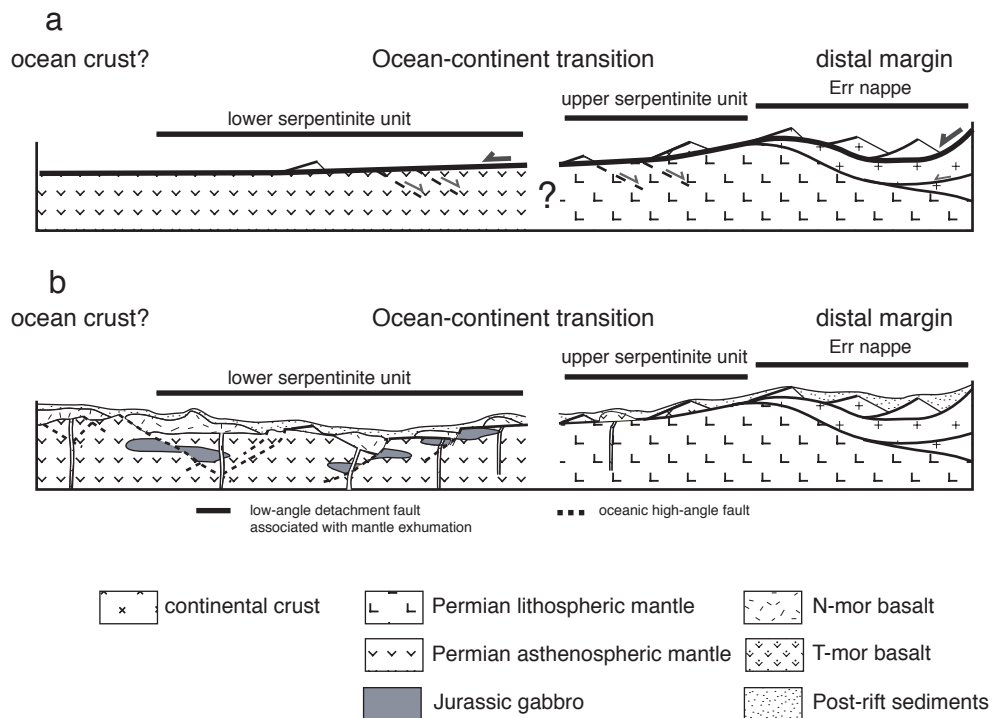 a
ocean crust?
Ocean-continent transition
distal margin
Err nappe
upper serpentinite unit
lower serpentinite unit
?
b
ocean crust?
Ocean-continent transition
distal margin
Err nappe
upper serpentinite unit
lower serpentinite unit
low-angle detachment fault
associated with mantle exhumation
oceanic high-angle fault
continental crust
Permian lithospheric mantle
N-mor basalt
Permian asthenospheric mantle
T-mor basalt
Jurassic gabbro
Post-rift sediments